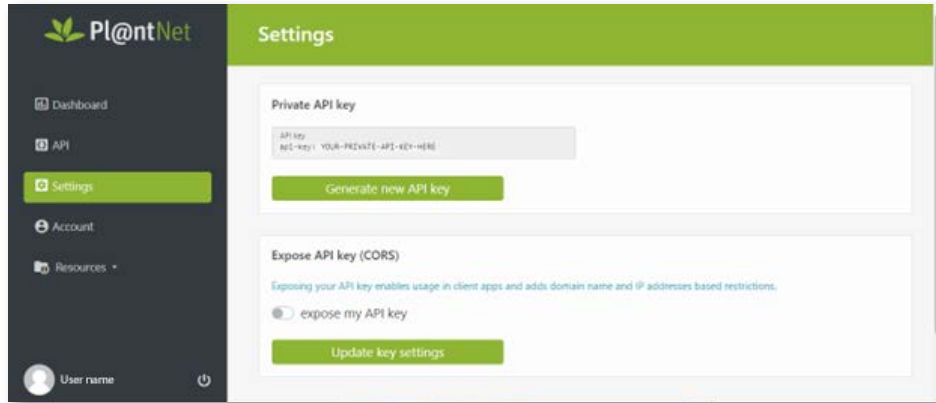 Pl@ntNet
Settings
Dashboard
API
Settings
Account
Resources
User name
Private API key
API key
api-key: YOUR-PRIVATE-API-KEY-HERE
Generate new API key
Expose API key (CORS)
Exposing your API key enables usage in client apps and adds domain name and IP addresses based restrictions.
expose my API key
Update key settings